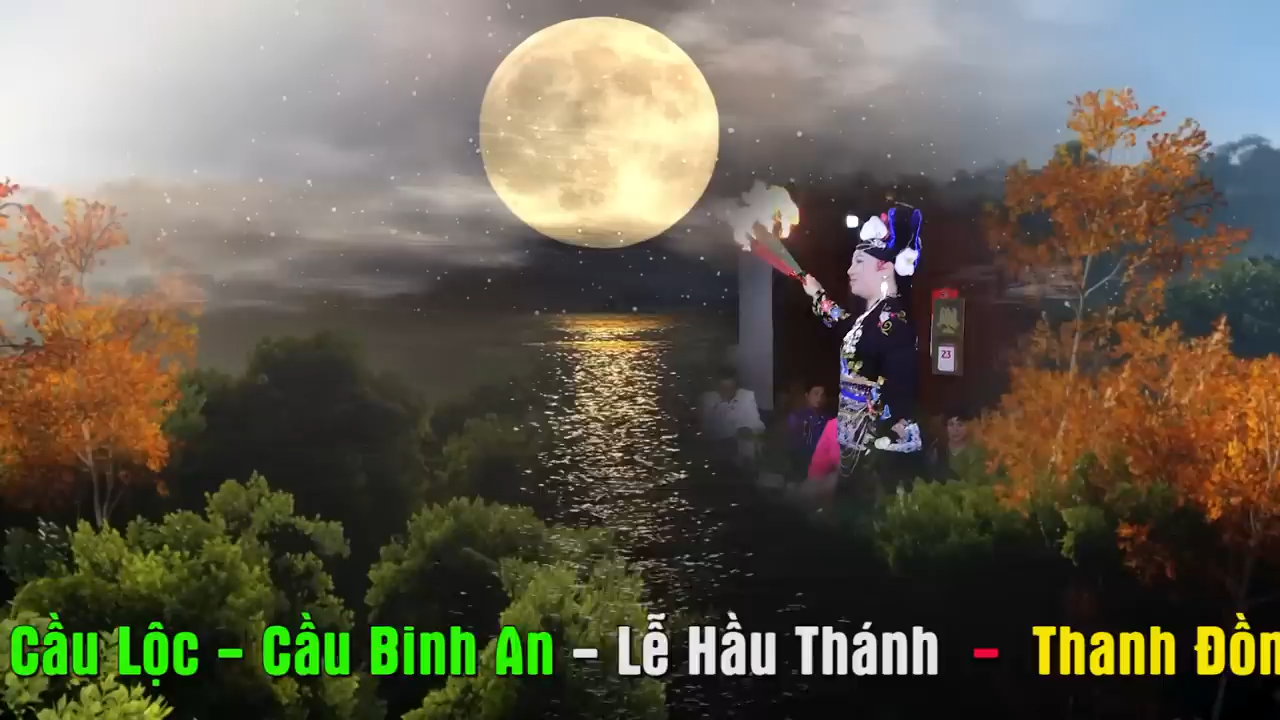 23
Cầu Lộc - Cầu Binh An - Lễ Hầu Thánh - Thanh Đồn